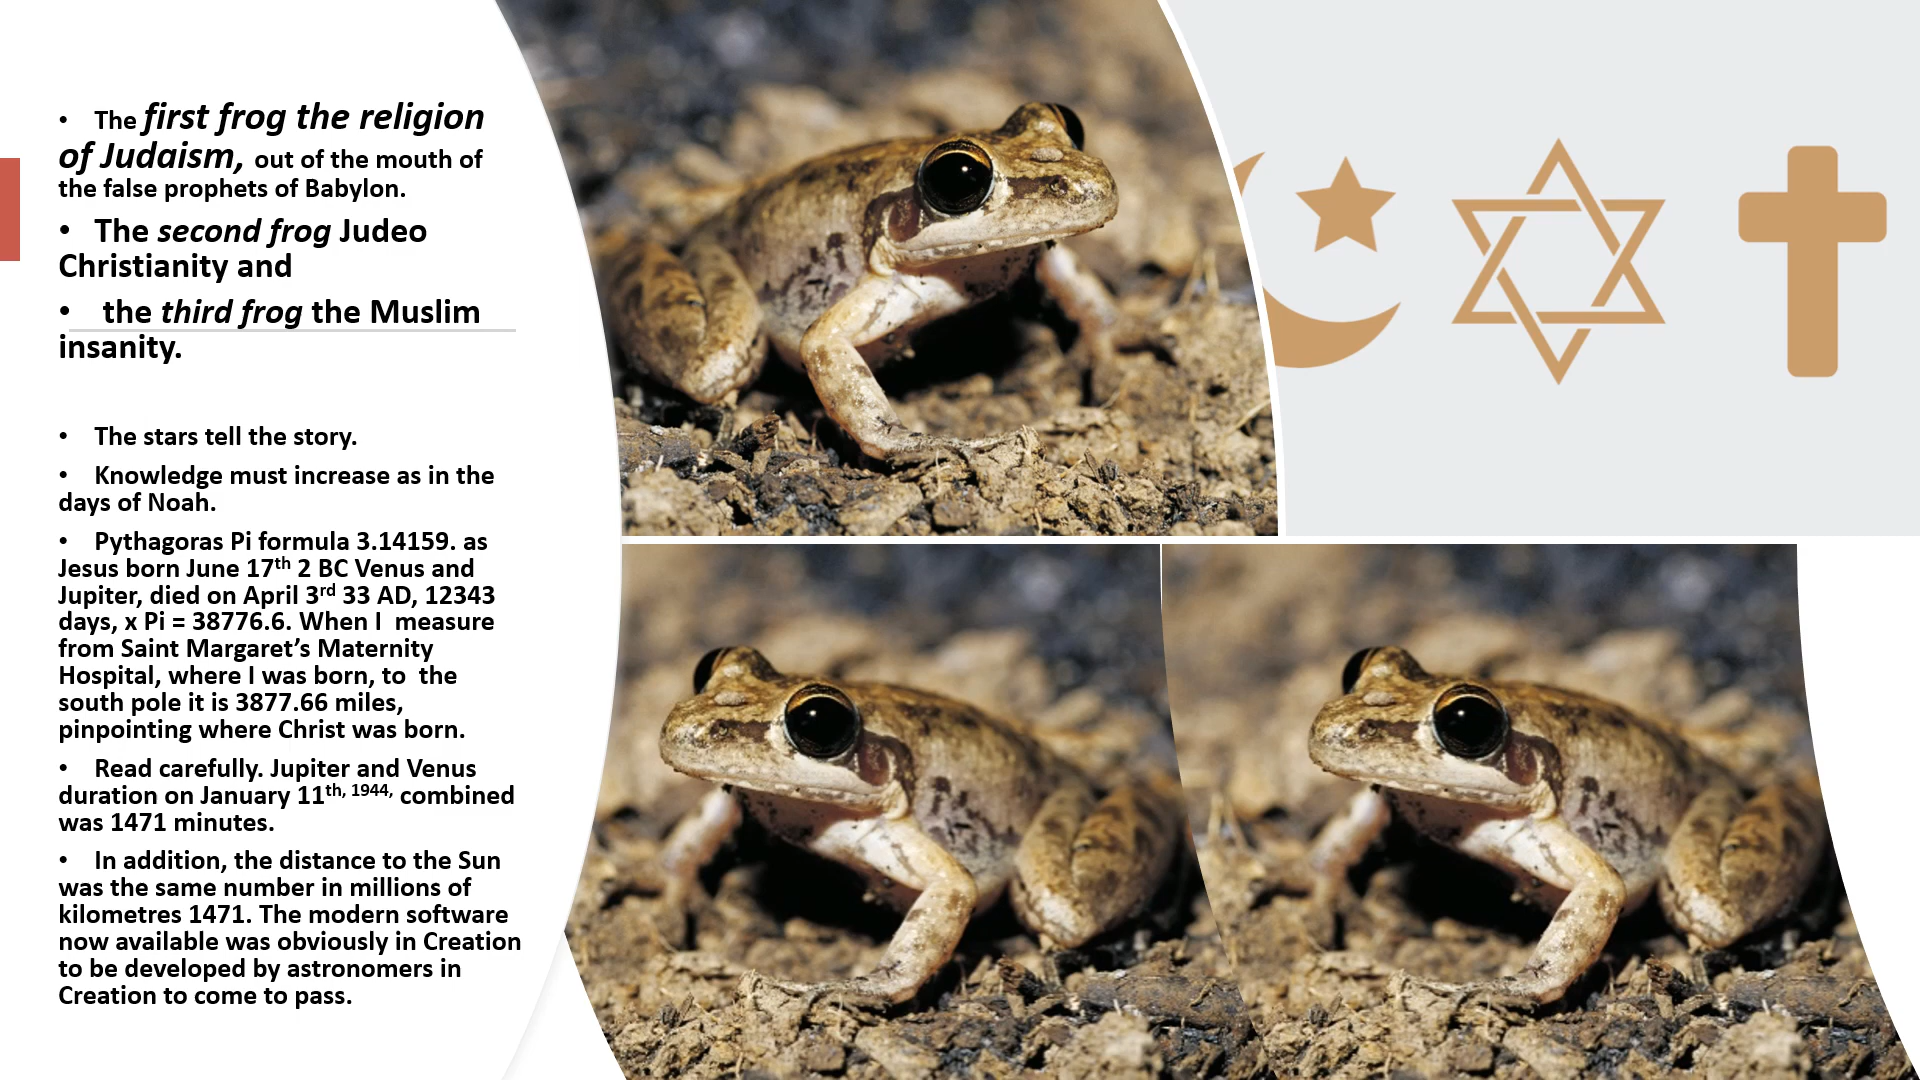 • The first frog the religion
of Judaism, out of the mouth of
the false prophets of Babylon.
• The second frog Judeo
Christianity and
• the third frog the Muslim
insanity.
• The stars tell the story.
• Knowledge must increase as in the
days of Noah.
• Pythagoras Pi formula 3.14159. as
Jesus born June 17th 2 BC Venus and
Jupiter, died on April 3rd 33 AD, 12343
days, x Pi = 38776.6. When I measure
from Saint Margaret’s Maternity
Hospital, where I was born, to the
south pole it is 3877.66 miles,
pinpointing where Christ was born.
• Read carefully. Jupiter and Venus
duration on January 11th, 1944, combined
was 1471 minutes.
• In addition, the distance to the Sun
was the same number in millions of
kilometres 1471. The modern software
now available was obviously in Creation
to be developed by astronomers in
Creation to come to pass.